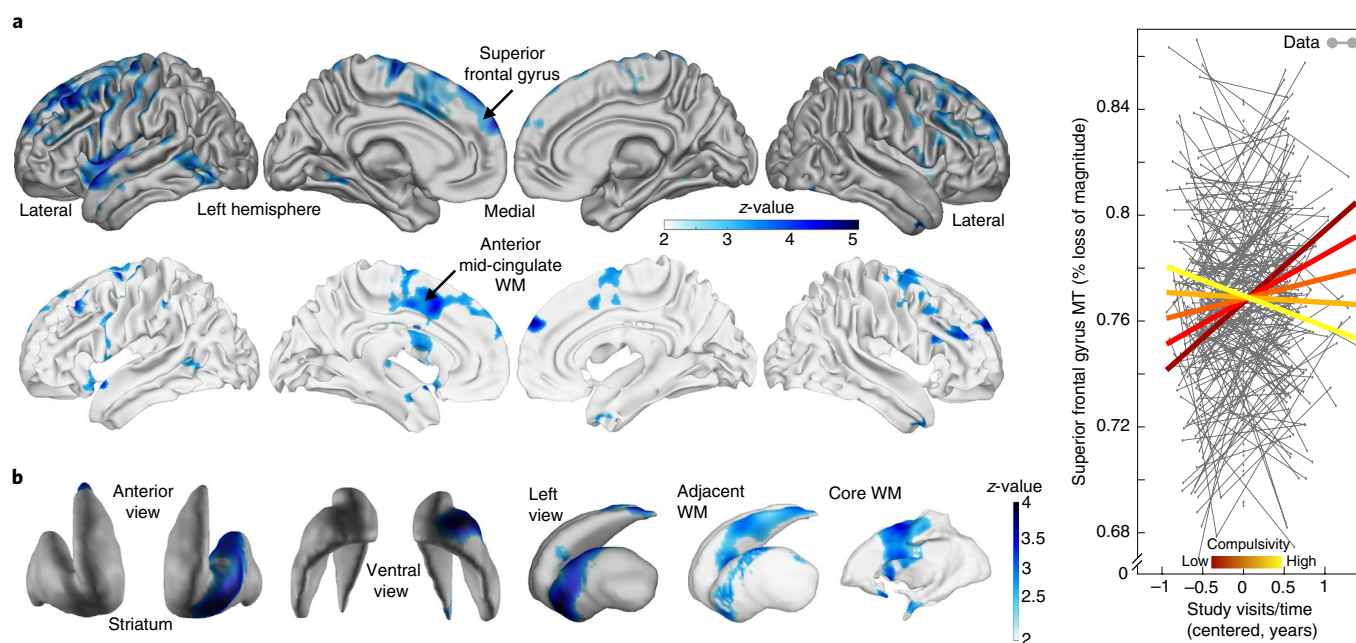 a
Superior
frontal gyrus
Lateral
Left hemisphere
Medial
Lateral
z-value
2 3 4 5
Anterior
mid-cingulate
WM
b
Anterior
view
Striatum
Ventral
view
Left
view
Adjacent
WM
Core WM
z-value
4
3.5
3
2.5
2
Data
Superior frontal gyrus MT (% loss of magnitude)
0.84
0.8
0.76
0.72
0.68
0
Compulsivity
Low High
−1 −0.5 0 0.5 1
Study visits/time
(centered, years)